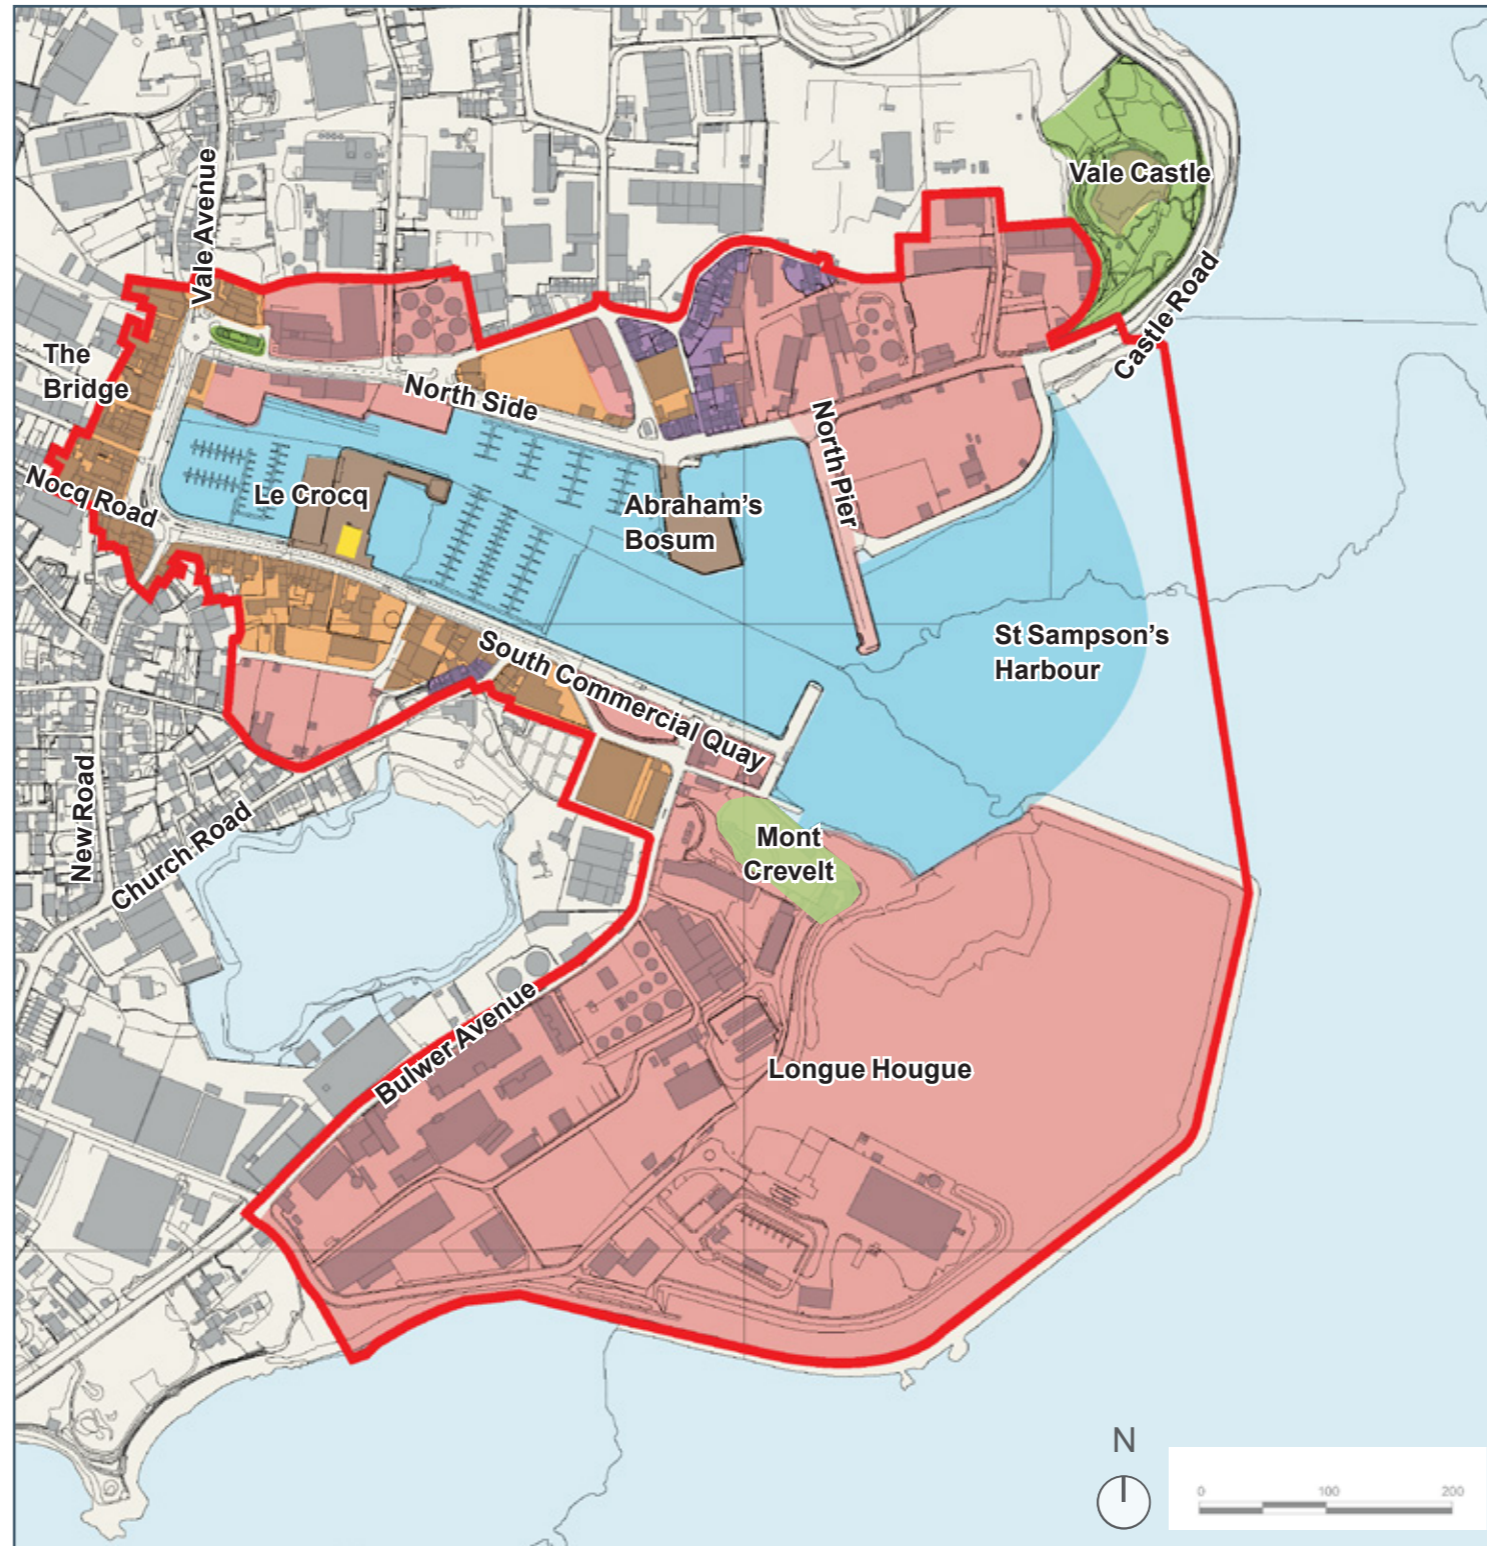 Vale Castle
Vale Avenue
Castle Road
The
Bridge
North Side
North Pier
Nocq Road
Le Crocq
Abraham's
Bosum
St Sampson's
Harbour
South Commercial Quay
New Road
Church Road
Mont
Crevelt
Bulwer Avenue
Longue Hougue
N
0 100 200